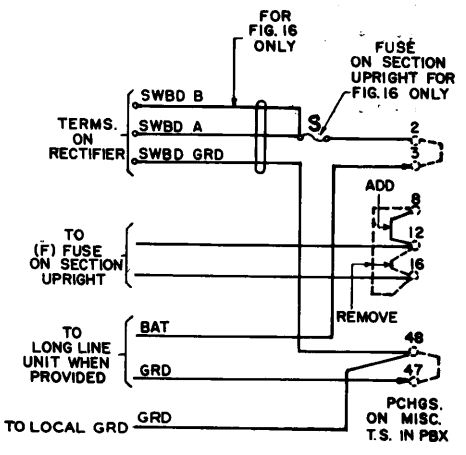 FOR
FIG. 16
ONLY
FUSE
ON SECTION
UPRIGHT FOR
FIG. 16 ONLY
SWBD B
S
TERMS.
ON
RECTIFIER
SWBD A
2
3
SWBD GRD
ADD
8
TO
(F) FUSE
ON SECTION
UPRIGHT
12
16
REMOVE
TO
LONG LINE
UNIT WHEN
PROVIDED
BAT
48
GRD
47
PCHGS.
ON MISC.
T.S. IN PBX
TO LOCAL GRD
GRD